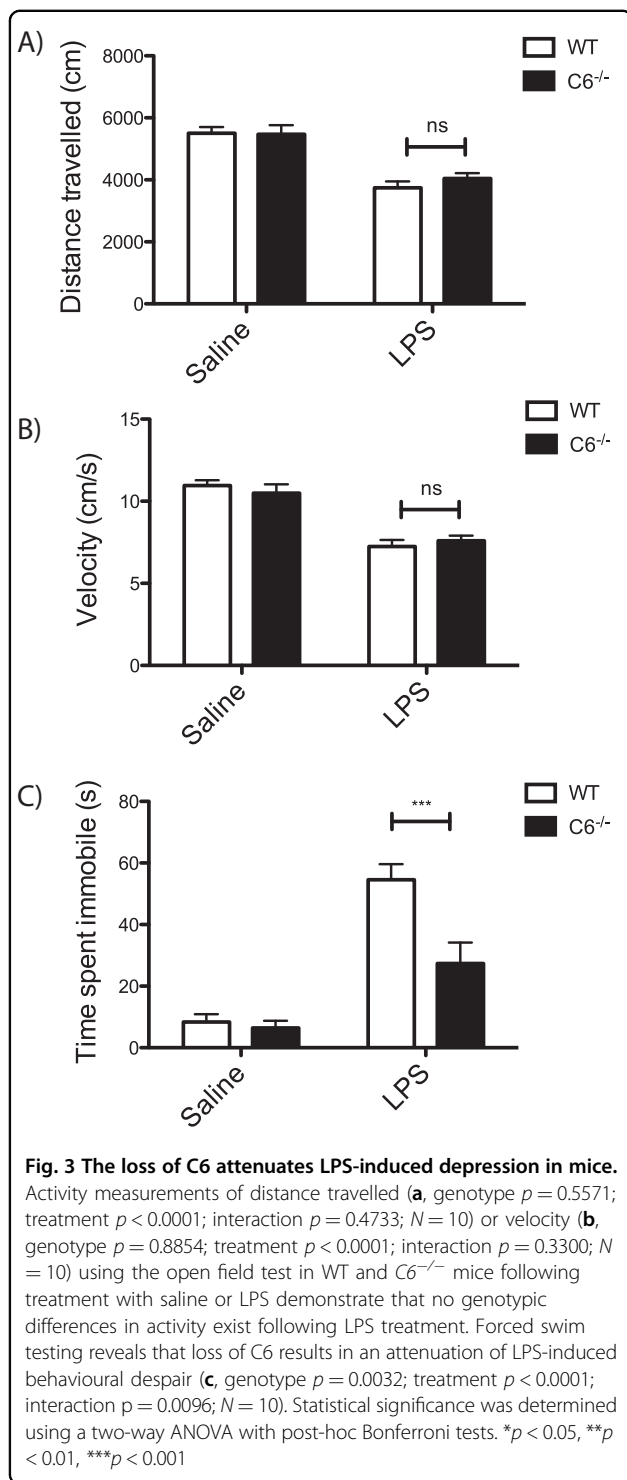 A)
WT
C6-/-
Distance travelled (cm)
8000
6000
4000
2000
0
ns
Saline
LPS
B)
WT
C6-/-
Velocity (cm/s)
15
10
5
0
ns
Saline
LPS
C)
WT
C6-/-
Time spent immobile (s)
80
60
40
20
0
***
Saline
LPS
Fig. 3 The loss of C6 attenuates LPS-induced depression in mice.
Activity measurements of distance travelled (a, genotype p = 0.5571;
treatment p < 0.0001; interaction p = 0.4733; N = 10) or velocity (b,
genotype p = 0.8854; treatment p < 0.0001; interaction p = 0.3300; N
= 10) using the open field test in WT and C6−/− mice following
treatment with saline or LPS demonstrate that no genotypic
differences in activity exist following LPS treatment. Forced swim
testing reveals that loss of C6 results in an attenuation of LPS-induced
behavioural despair (c, genotype p = 0.0032; treatment p < 0.0001;
interaction p = 0.0096; N = 10). Statistical significance was determined
using a two-way ANOVA with post-hoc Bonferroni tests. *p < 0.05, **p
< 0.01, ***p < 0.001